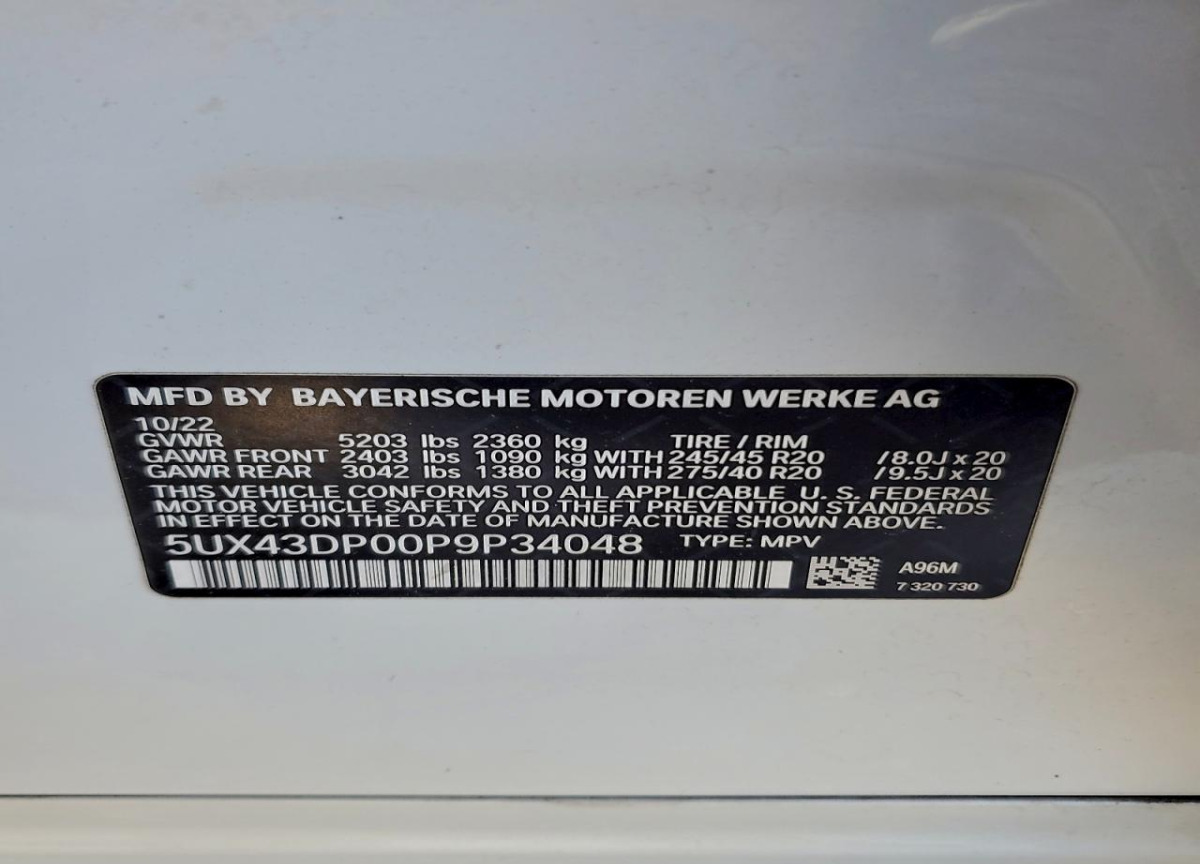 MFD BY BAYERISCHE MOTOREN WERKE AG
10/22
GVWR 5203 lbs 2360 kg TIRE / RIM
GAWR FRONT 2403 lbs 1090 kg WITH 245/45 R20 /8.0J x 20
GAWR REAR 3042 lbs 1380 kg WITH 275/40 R20 /9.5J x 20
THIS VEHICLE CONFORMS TO ALL APPLICABLE U. S. FEDERAL
MOTOR VEHICLE SAFETY AND THEFT PREVENTION STANDARDS
IN EFFECT ON THE DATE OF MANUFACTURE SHOWN ABOVE.
5UX43DP00P9P34048 TYPE: MPV
A96M
7 320 730